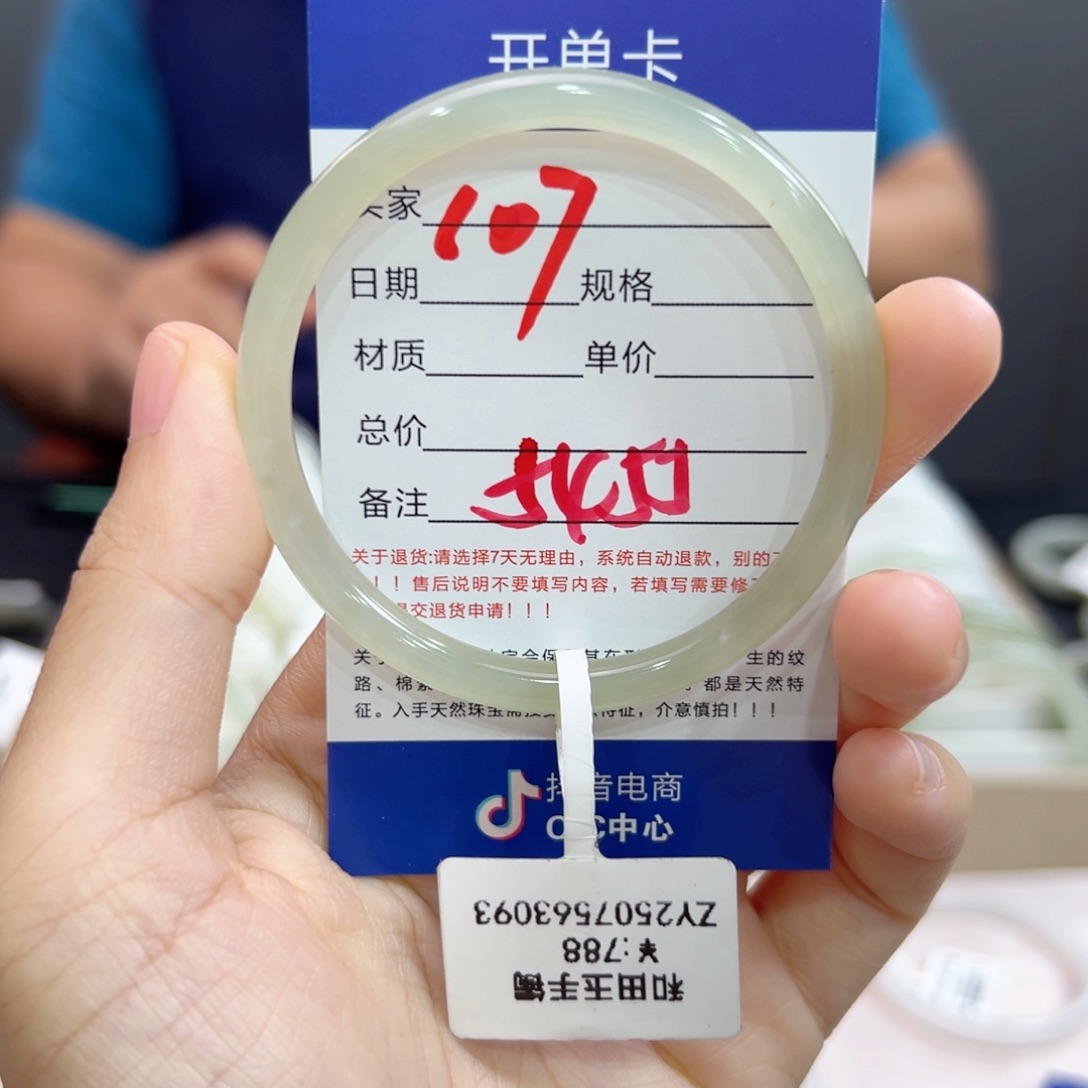 开单卡
家 107
日期 规格
材质 单价
总价
备注
关于退货:请选择7天无理由，系统自动退款，别的
！！售后说明不要填写内容，若填写需要修
交退货申请！！！
关 生的纹
路、棉 都是天然特
征。入手天然珠宝 特征，介意慎拍！！！
抖音电商
中心
和田玉手镯
￥:788
ZY2507563093